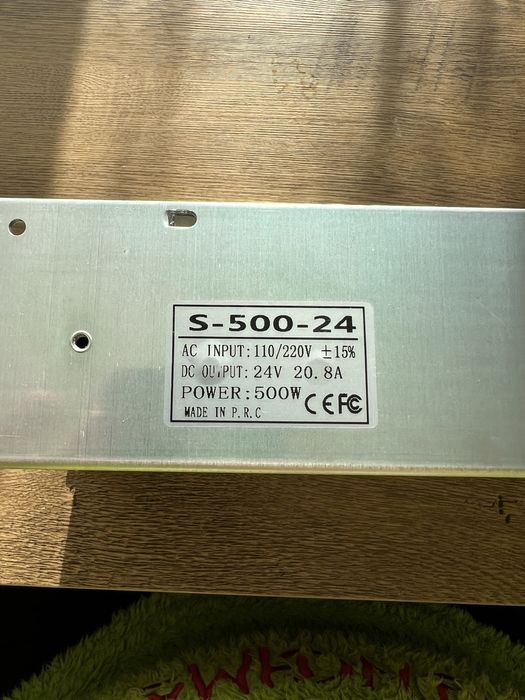 S-500-24
AC INPUT:110/220V ±15%
DC OUTPUT:24V 20.8A
POWER:500W CE FC
MADE IN P.R.C